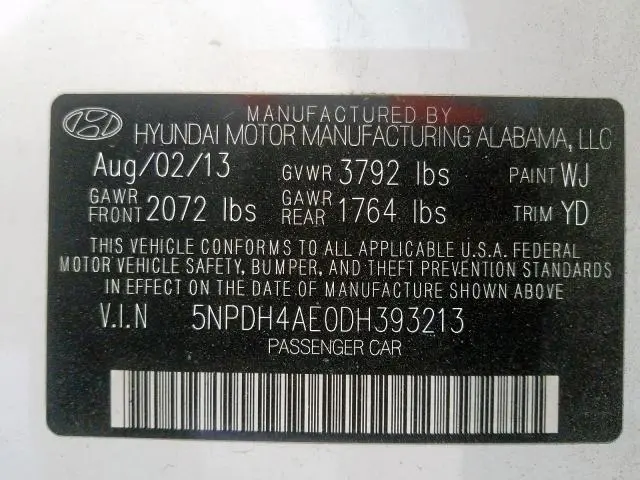 MANUFACTURED BY
HYUNDAI MOTOR MANUFACTURING ALABAMA, LLC
Aug/02/13 GVWR 3792 lbs PAINT WJ
GAWR FRONT 2072 lbs GAWR REAR 1764 lbs TRIM YD
THIS VEHICLE CONFORMS TO ALL APPLICABLE U.S.A. FEDERAL
MOTOR VEHICLE SAFETY, BUMPER, AND THEFT PREVENTION STANDARDS
IN EFFECT ON THE DATE OF MANUFACTURE SHOWN ABOVE
V.I.N 5NPDH4AE0DH393213
PASSENGER CAR